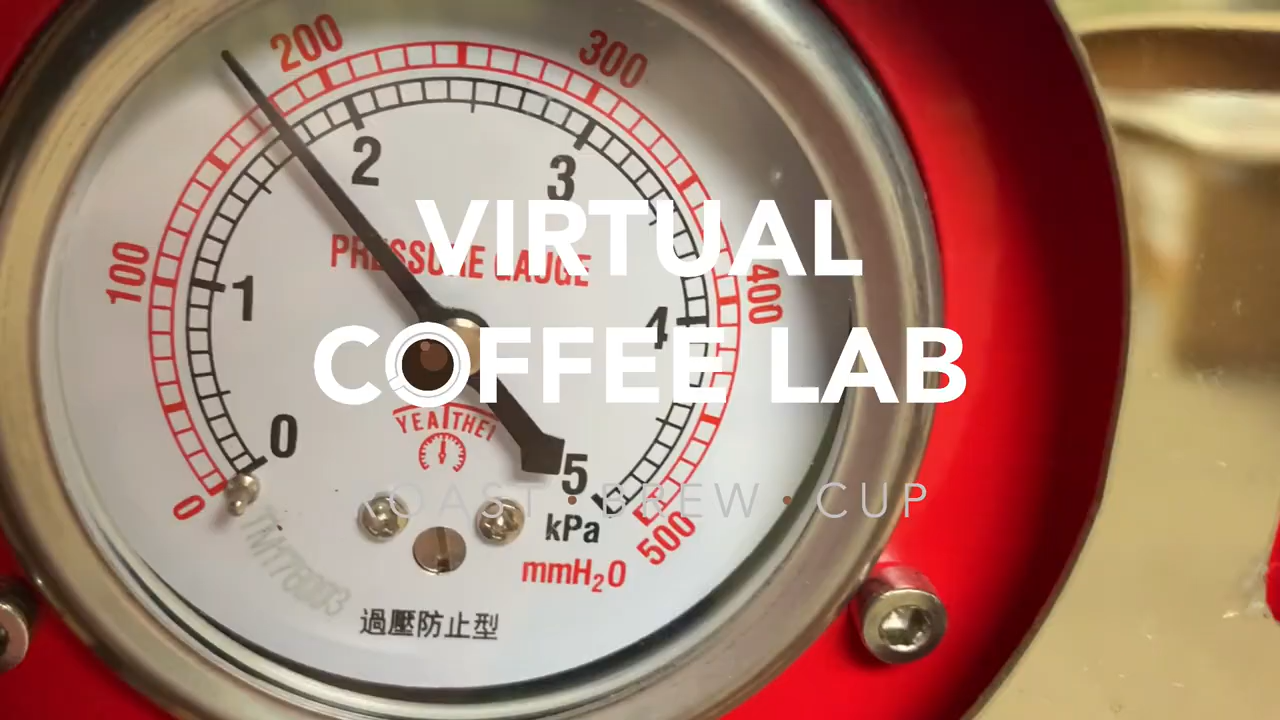 200
300
2
3
VIRTUAL
PRESSURE GAUGE
100
1
400
4
COFFEE LAB
0
5
ROAST • BREW • CUP
0
kPa
500
mmH₂O
過壓防止型